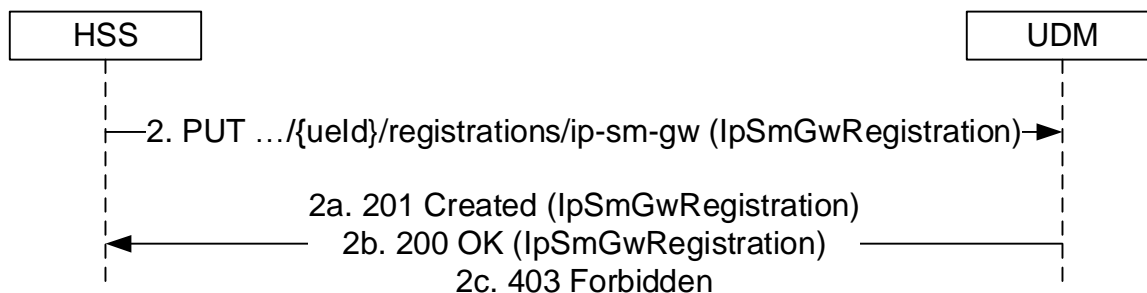 HSS
UDM
2. PUT …/{ueId}/registrations/ip-sm-gw (IpSmGwRegistration)
2a. 201 Created (IpSmGwRegistration)
2b. 200 OK (IpSmGwRegistration)
2c. 403 Forbidden